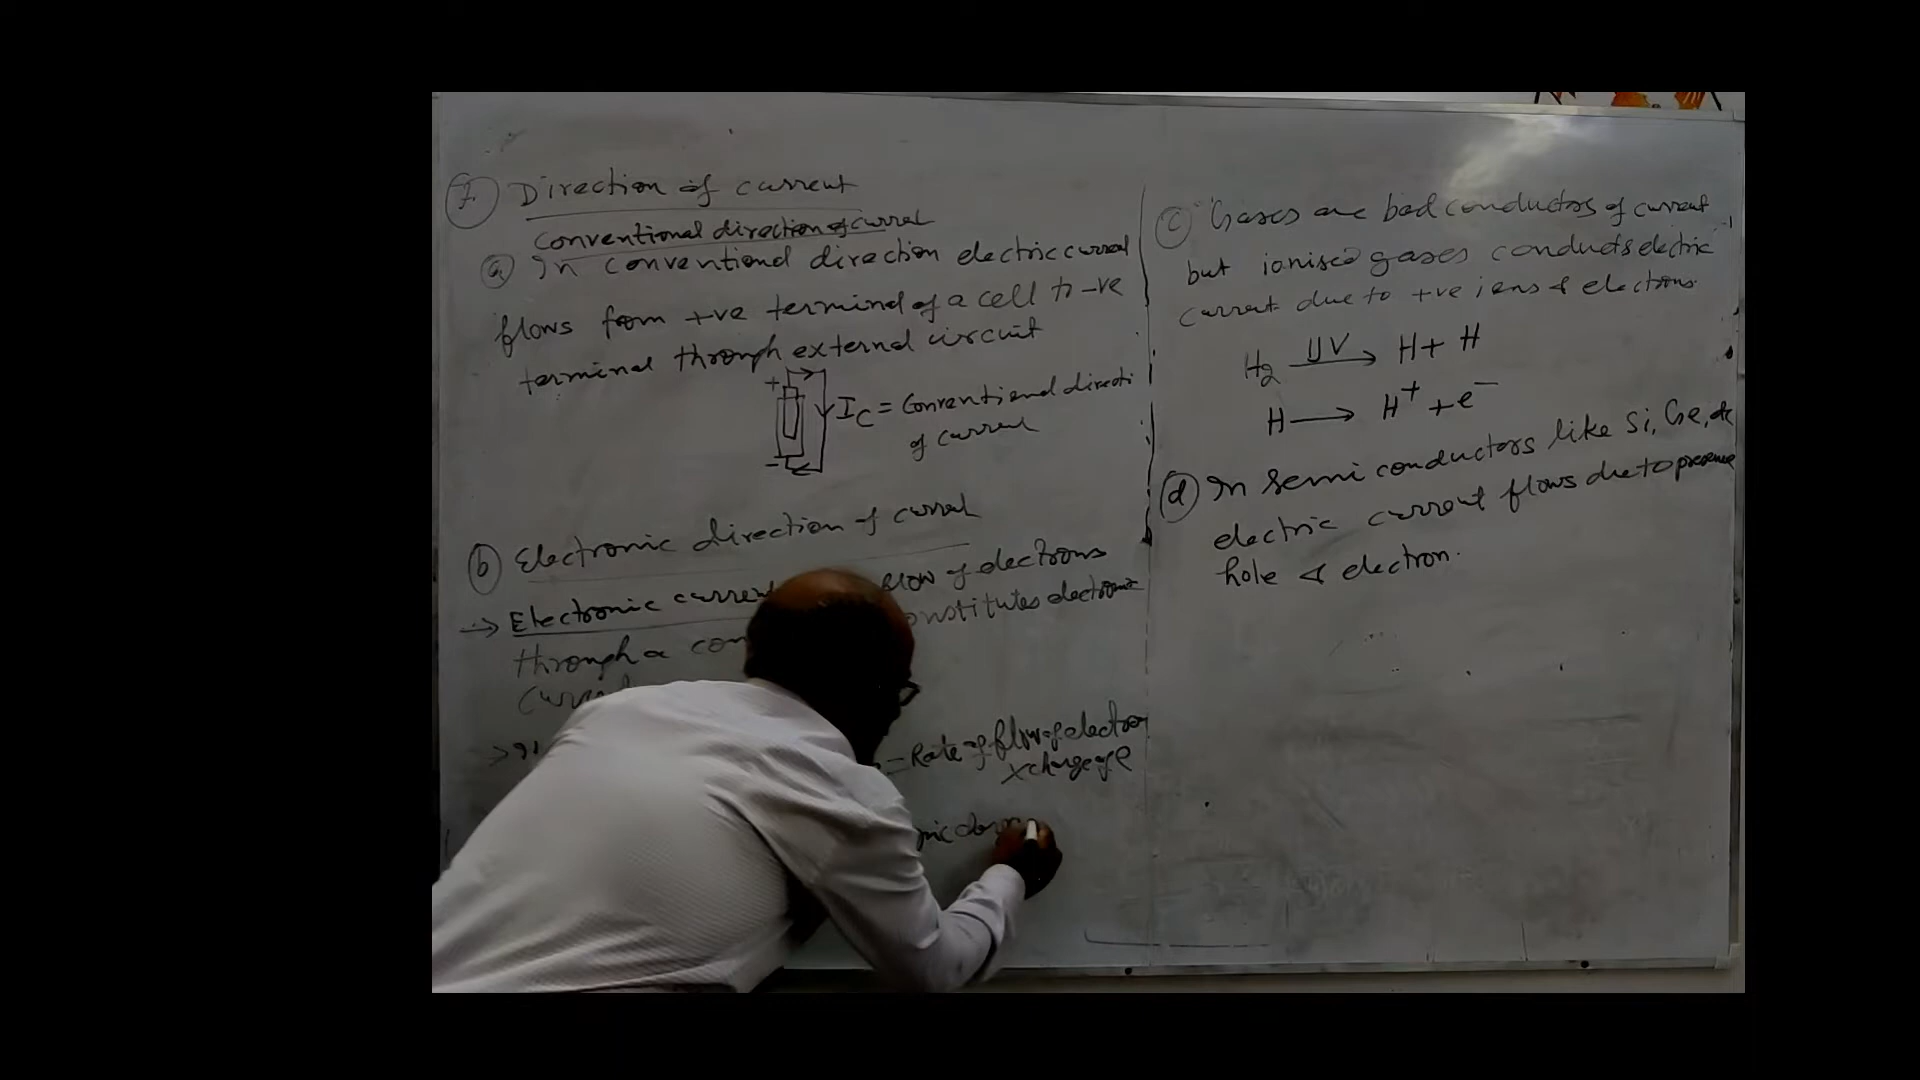 7. Direction of current
Conventional direction of current
a In conventional direction electric current
flows from +ve terminal of a cell to -ve
terminal through external circuit
+
I_C = Conventional directi
of current
-
b Electronic direction of current
→ Electronic current flow of electrons
through a con onstitutes electronic
- Rate of flow of electron
x charge of e
c Gases are bad conductors of current
but ionised gases conducts electric
current due to +ve ions & electrons.
H₂ UV→ H + H
H → H⁺ + e⁻
d In semi conductors like Si, Ge, etc
electric current flows due to presence
hole & electron.